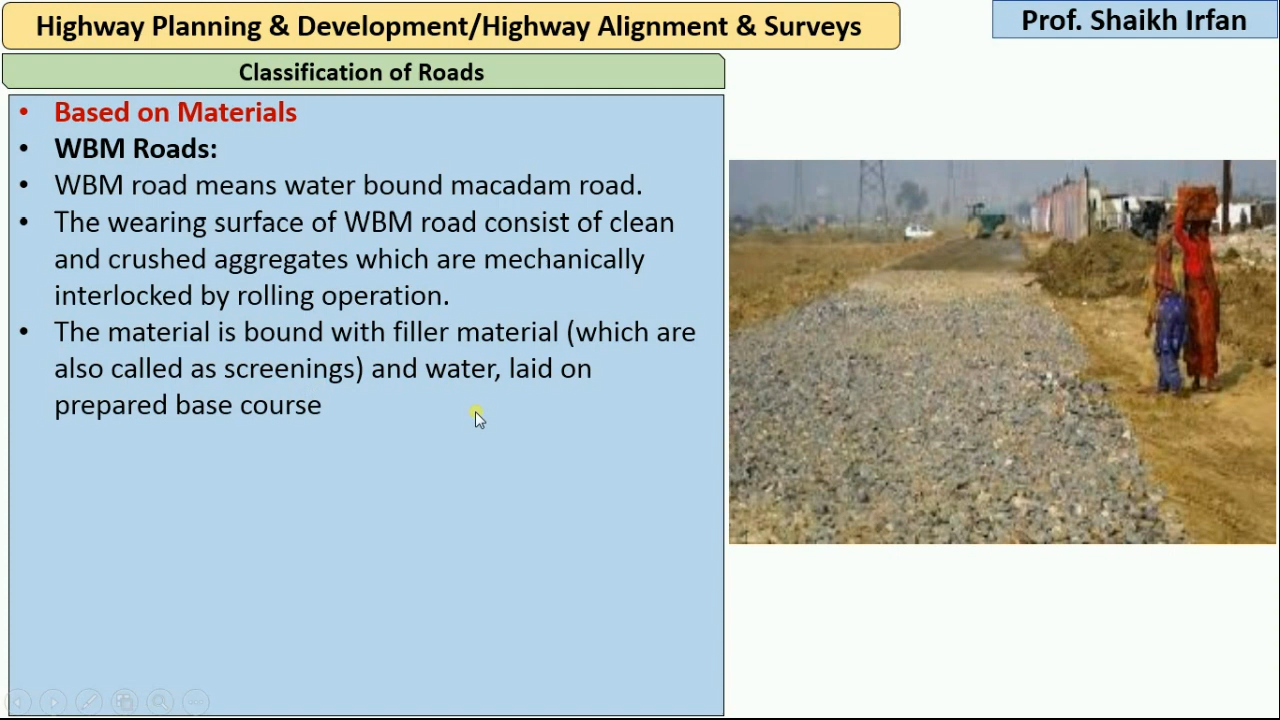 Highway Planning & Development/Highway Alignment & Surveys
Prof. Shaikh Irfan
Classification of Roads
• Based on Materials
• WBM Roads:
• WBM road means water bound macadam road.
• The wearing surface of WBM road consist of clean
and crushed aggregates which are mechanically
interlocked by rolling operation.
• The material is bound with filler material (which are
also called as screenings) and water, laid on
prepared base course